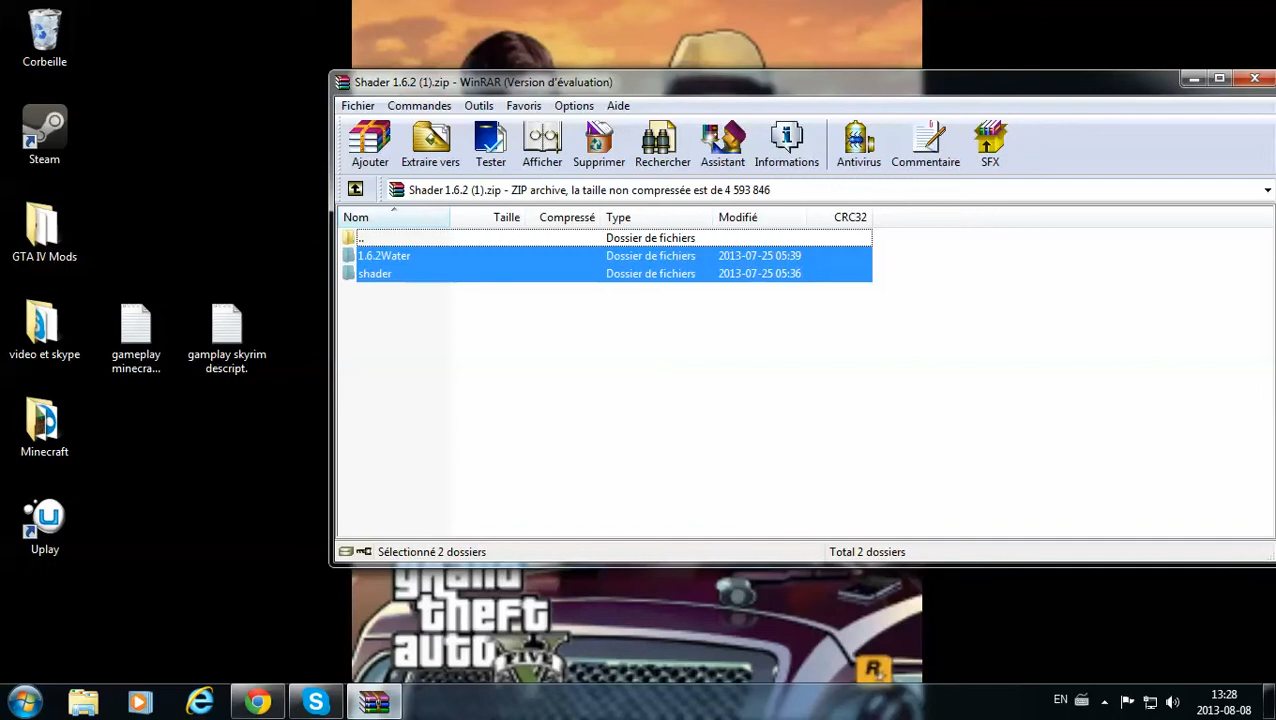 Corbeille
Steam
GTA IV Mods
video et skype
gameplay
minecra...
gamplay skyrim
descript.
Minecraft
Uplay
Shader 1.6.2 (1).zip - WinRAR (Version d'évaluation)
Fichier Commandes Outils Favoris Options Aide
Ajouter Extraire vers Tester Afficher Supprimer Rechercher Assistant Informations Antivirus Commentaire SFX
Shader 1.6.2 (1).zip - ZIP archive, la taille non compressée est de 4 593 846
Nom Taille Compressé Type Modifié CRC32
.. Dossier de fichiers
1.6.2Water Dossier de fichiers 2013-07-25 05:39
shader Dossier de fichiers 2013-07-25 05:36
Sélectionné 2 dossiers Total 2 dossiers
grand
theft
auto
FIVE
R
EN
13:28
2013-08-08